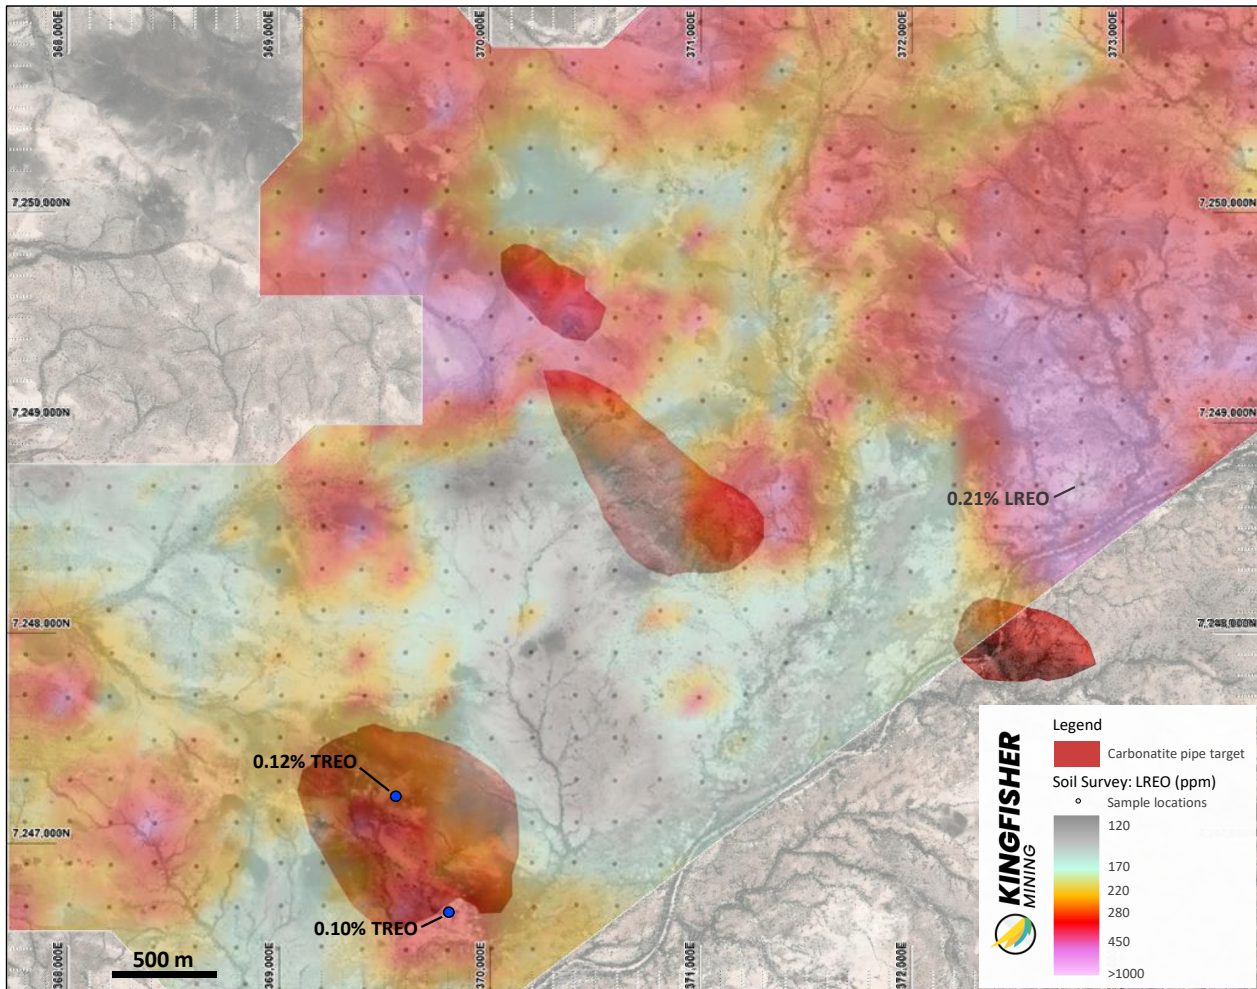 368,000E
369,000E
370,000E
371,000E
372,000E
373,000E
7,250,000N
7,250,000N
7,249,000N
7,249,000N
0.21% LREO
7,248,000N
7,248,000N
0.12% TREO
7,247,000N
0.10% TREO
500 m
368,000E
369,000E
370,000E
371,000E
372,000E
KINGFISHER
MINING
Legend
Carbonatite pipe target
Soil Survey: LREO (ppm)
Sample locations
120
170
220
280
450
>1000